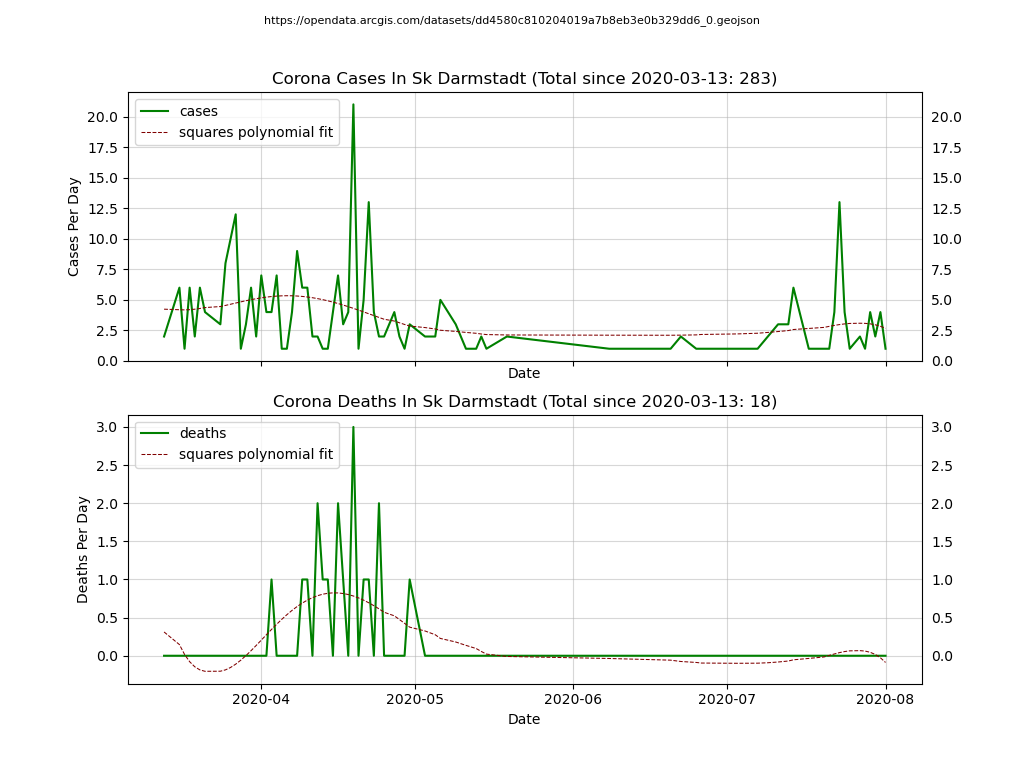 https://opendata.arcgis.com/datasets/dd4580c810204019a7b8eb3e0b329dd6_0.geojson
Corona Cases In Sk Darmstadt (Total since 2020-03-13: 283)
cases
squares polynomial fit
20.0 20.0
17.5 17.5
15.0 15.0
12.5 12.5
10.0 10.0
7.5 7.5
5.0 5.0
2.5 2.5
0.0 0.0
Cases Per Day
Date
Corona Deaths In Sk Darmstadt (Total since 2020-03-13: 18)
deaths
squares polynomial fit
3.0 3.0
2.5 2.5
2.0 2.0
1.5 1.5
1.0 1.0
0.5 0.5
0.0 0.0
Deaths Per Day
2020-04 2020-05 2020-06 2020-07 2020-08
Date